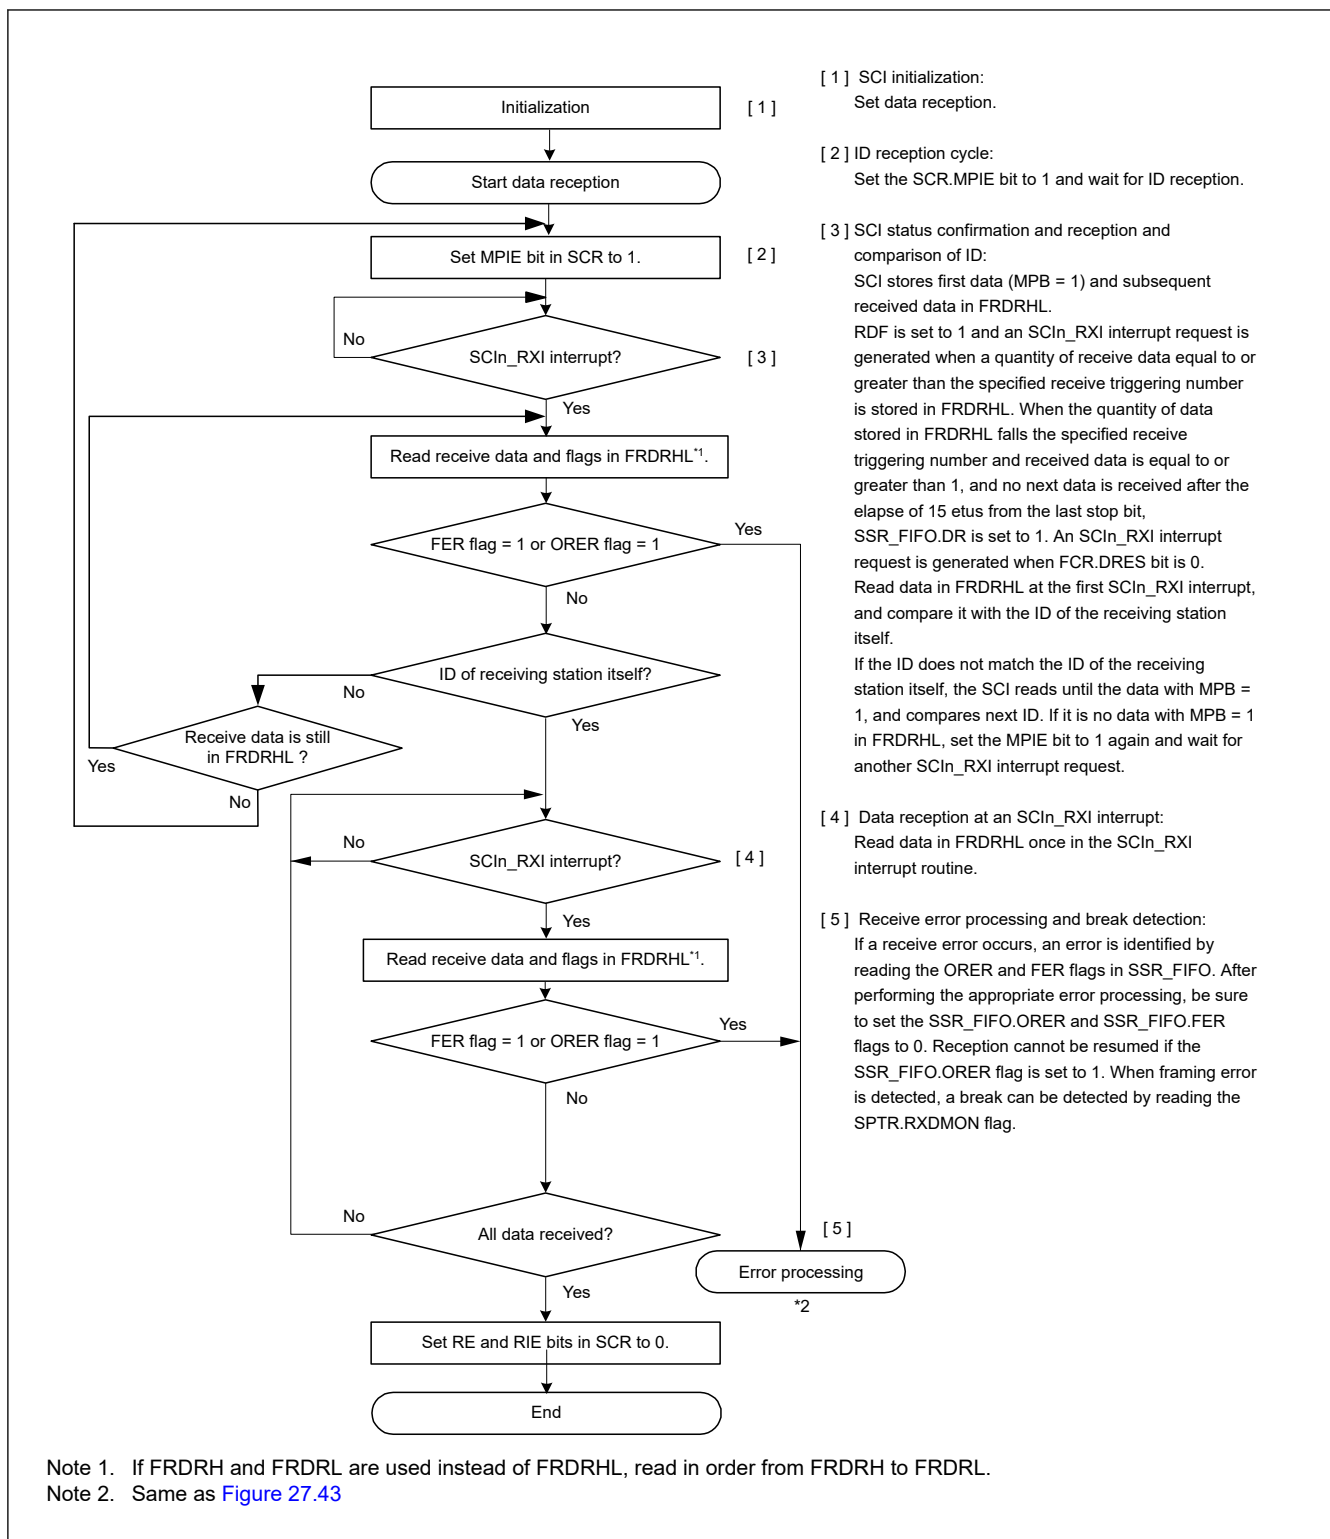 Initialization
[ 1 ]
Start data reception
Set MPIE bit in SCR to 1.
[ 2 ]
No
SCIn_RXI interrupt?
[ 3 ]
Yes
Read receive data and flags in FRDRHL*1.
Yes
FER flag = 1 or ORER flag = 1
No
ID of receiving station itself?
No
Yes
Receive data is still
in FRDRHL ?
Yes
No
No
SCIn_RXI interrupt?
[ 4 ]
Yes
Read receive data and flags in FRDRHL*1.
Yes
FER flag = 1 or ORER flag = 1
No
No
All data received?
Yes
[ 5 ]
Error processing
*2
Set RE and RIE bits in SCR to 0.
End
[ 1 ] SCI initialization:
Set data reception.
[ 2 ] ID reception cycle:
Set the SCR.MPIE bit to 1 and wait for ID reception.
[ 3 ] SCI status confirmation and reception and
comparison of ID:
SCI stores first data (MPB = 1) and subsequent
received data in FRDRHL.
RDF is set to 1 and an SCIn_RXI interrupt request is
generated when a quantity of receive data equal to or
greater than the specified receive triggering number
is stored in FRDRHL. When the quantity of data
stored in FRDRHL falls the specified receive
triggering number and received data is equal to or
greater than 1, and no next data is received after the
elapse of 15 etus from the last stop bit,
SSR_FIFO.DR is set to 1. An SCIn_RXI interrupt
request is generated when FCR.DRES bit is 0.
Read data in FRDRHL at the first SCIn_RXI interrupt,
and compare it with the ID of the receiving station
itself.
If the ID does not match the ID of the receiving
station itself, the SCI reads until the data with MPB =
1, and compares next ID. If it is no data with MPB = 1
in FRDRHL, set the MPIE bit to 1 again and wait for
another SCIn_RXI interrupt request.
[ 4 ] Data reception at an SCIn_RXI interrupt:
Read data in FRDRHL once in the SCIn_RXI
interrupt routine.
[ 5 ] Receive error processing and break detection:
If a receive error occurs, an error is identified by
reading the ORER and FER flags in SSR_FIFO. After
performing the appropriate error processing, be sure
to set the SSR_FIFO.ORER and SSR_FIFO.FER
flags to 0. Reception cannot be resumed if the
SSR_FIFO.ORER flag is set to 1. When framing error
is detected, a break can be detected by reading the
SPTR.RXDMON flag.
Note 1. If FRDRH and FRDRL are used instead of FRDRHL, read in order from FRDRH to FRDRL.
Note 2. Same as Figure 27.43